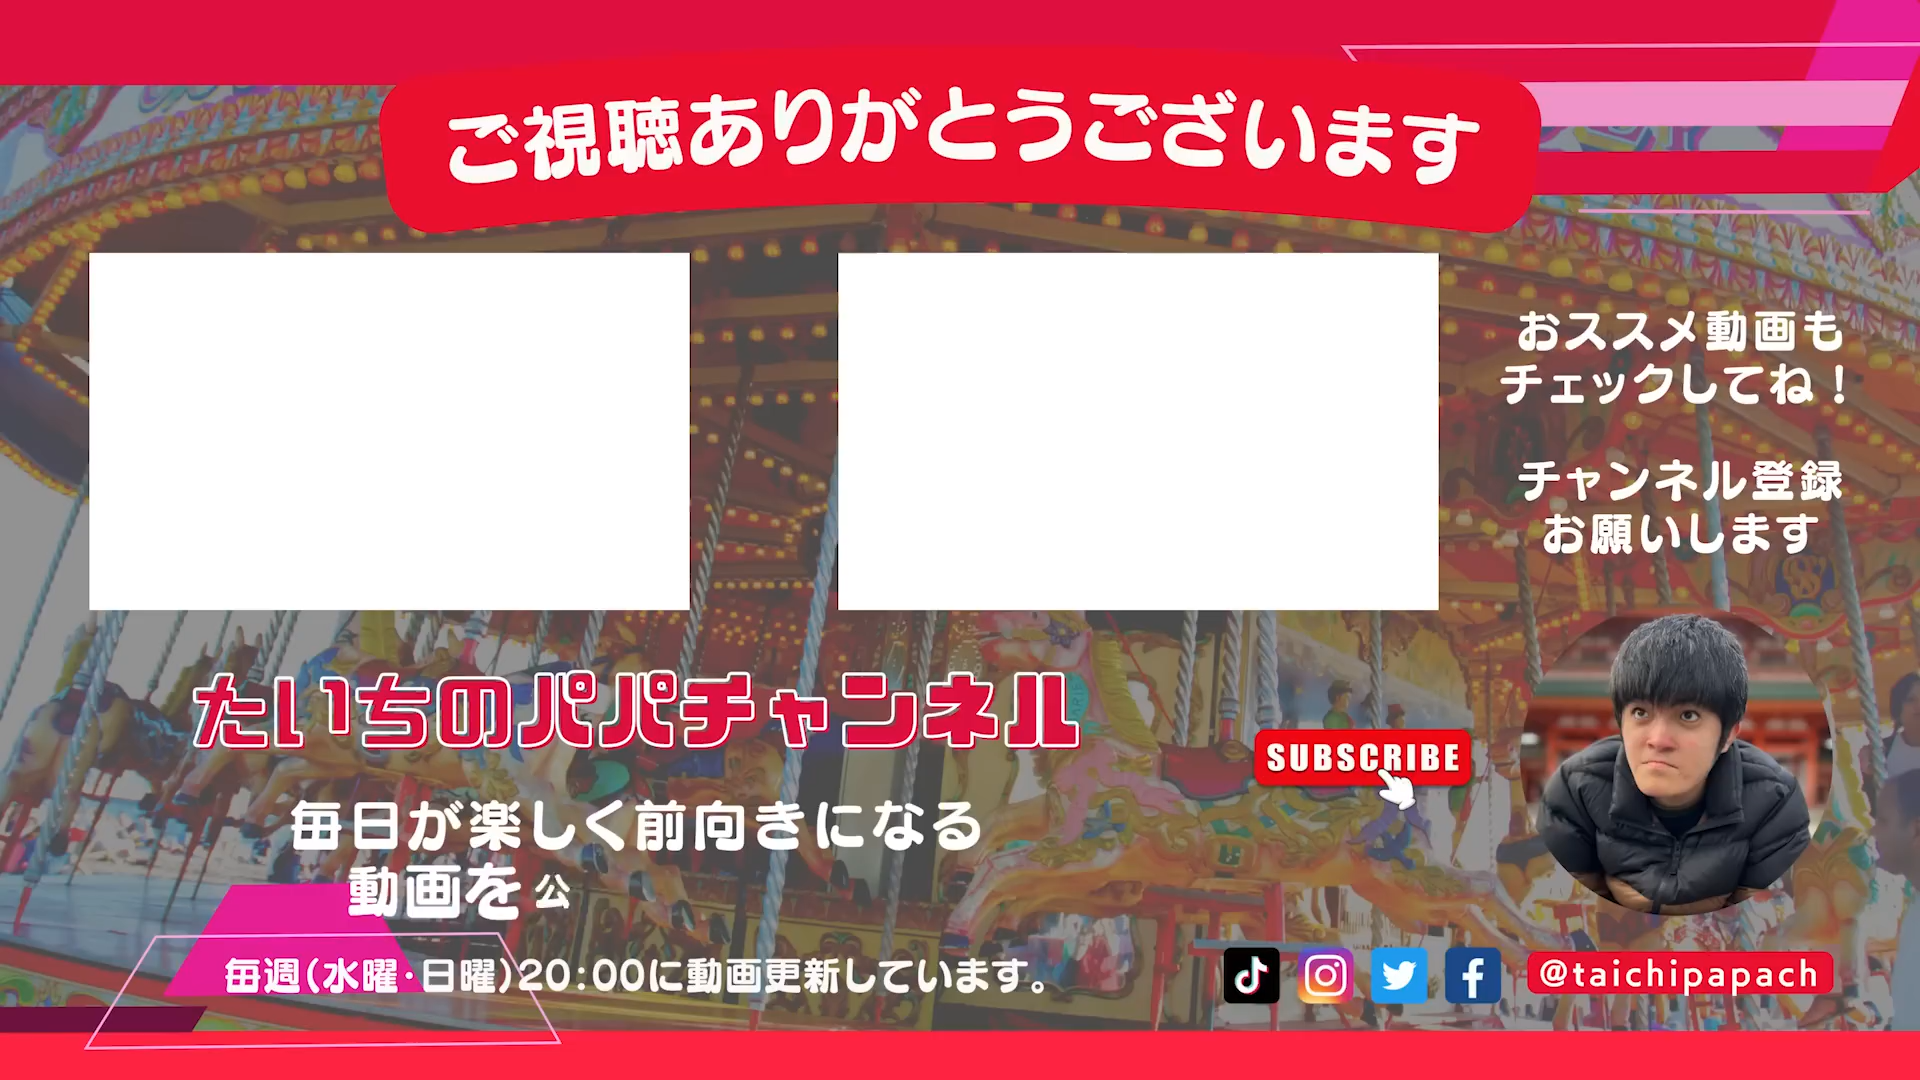 ご視聴ありがとうございます
おススメ動画も
チェックしてね！
チャンネル登録
お願いします
たいちのパパチャンネル
SUBSCRIBE
毎日が楽しく前向きになる
動画を公
毎週(水曜・日曜)20:00に動画更新しています。
@taichipapach